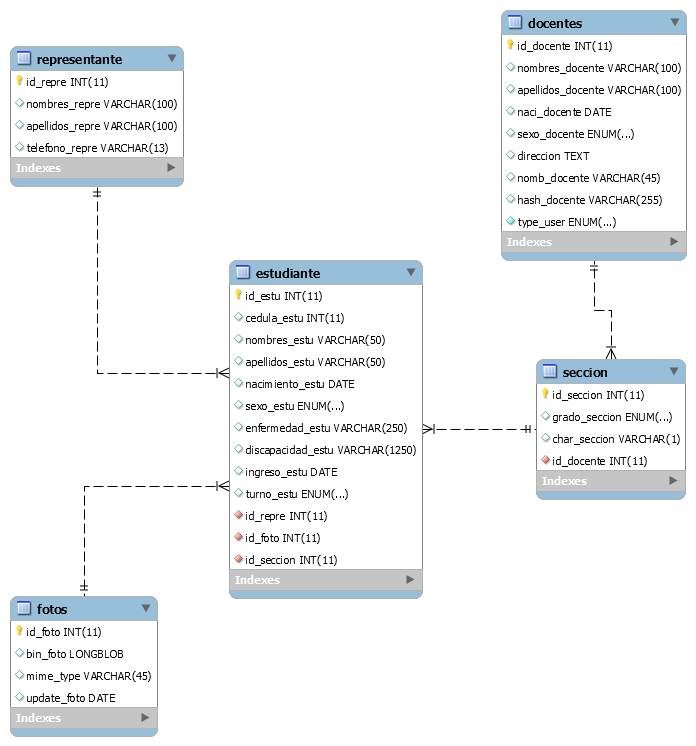 representante
id_repre INT(11)
nombres_repre VARCHAR(100)
apellidos_repre VARCHAR(100)
telefono_repre VARCHAR(13)
Indexes
docentes
id_docente INT(11)
nombres_docente VARCHAR(100)
apellidos_docente VARCHAR(100)
naci_docente DATE
sexo_docente ENUM(...)
direccion TEXT
nomb_docente VARCHAR(45)
hash_docente VARCHAR(255)
type_user ENUM(...)
Indexes
estudiante
id_estu INT(11)
cedula_estu INT(11)
nombres_estu VARCHAR(50)
apellidos_estu VARCHAR(50)
nacimiento_estu DATE
sexo_estu ENUM(...)
enfermedad_estu VARCHAR(250)
discapacidad_estu VARCHAR(1250)
ingreso_estu DATE
turno_estu ENUM(...)
id_repre INT(11)
id_foto INT(11)
id_seccion INT(11)
Indexes
seccion
id_seccion INT(11)
grado_seccion ENUM(...)
char_seccion VARCHAR(1)
id_docente INT(11)
Indexes
fotos
id_foto INT(11)
bin_foto LONGBLOB
mime_type VARCHAR(45)
update_foto DATE
Indexes